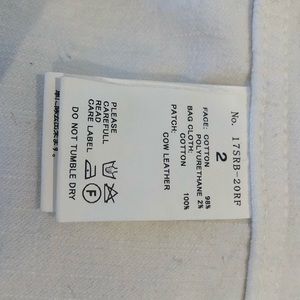 No. 17SRB-20RF
2
FACE: COTTON 98%
POLYURETHANE 2%
BAG CLOTH:
COTTON 100%
PATCH: COW LEATHER
F
PLEASE
CAREFULL
READ
CARE LABEL
DO NOT TUMBLE DRY